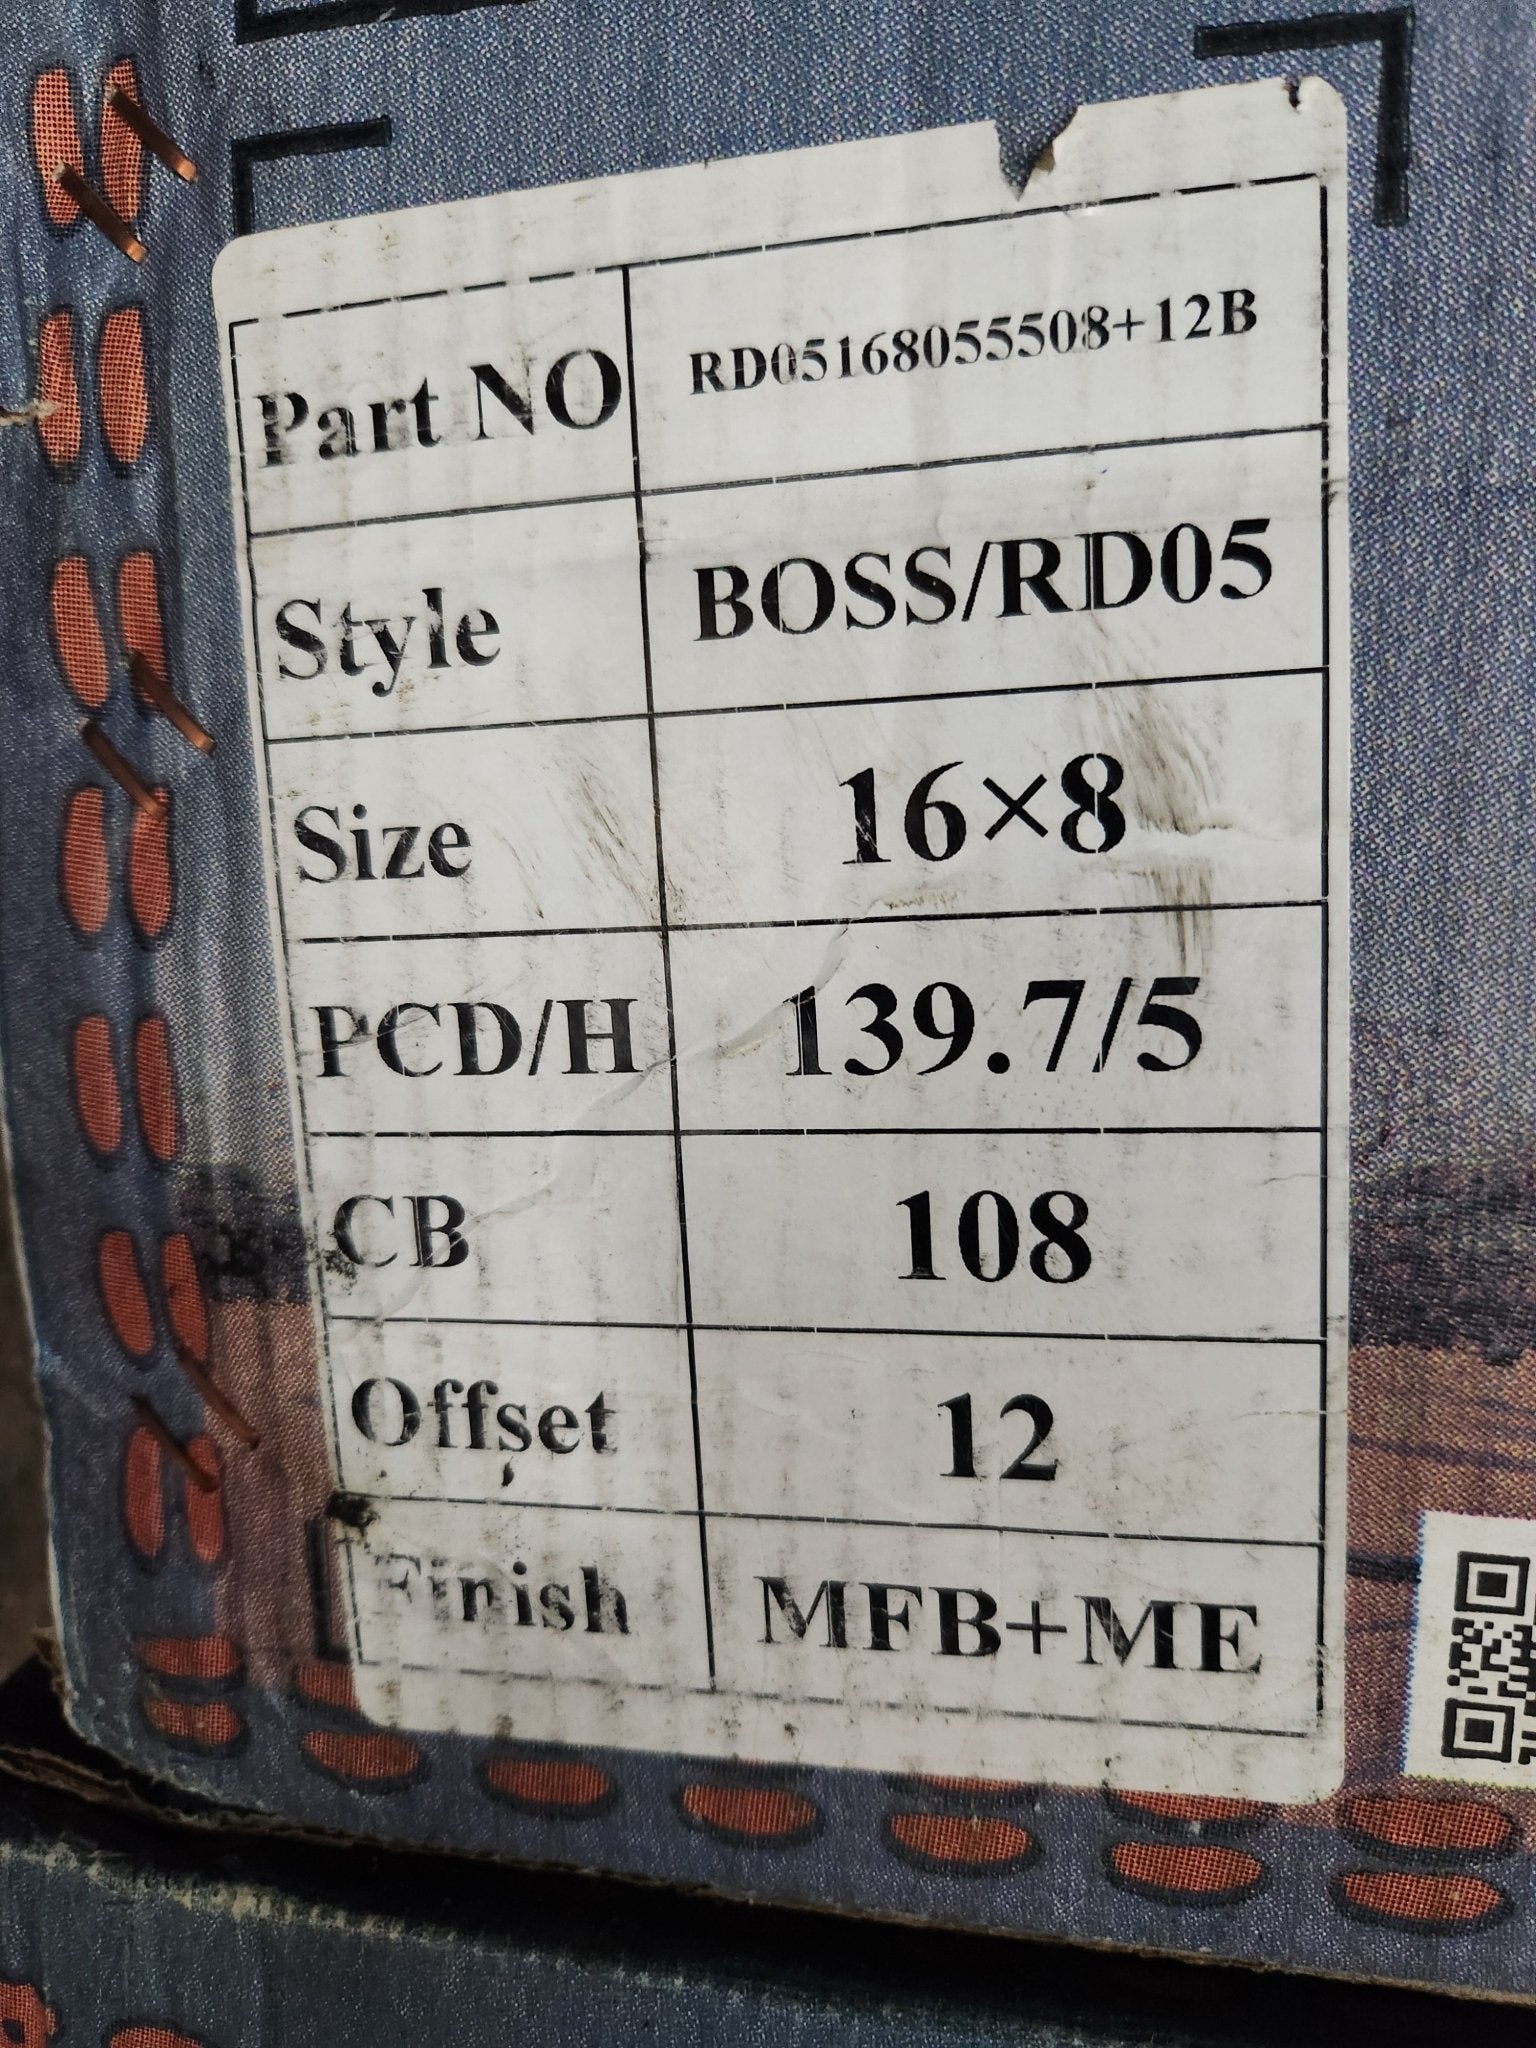 Part NO RD05168055508+12B
Style BOSS/RD05
Size 16×8
PCD/H 139.7/5
CB 108
Offset 12
Finish MFB+ME